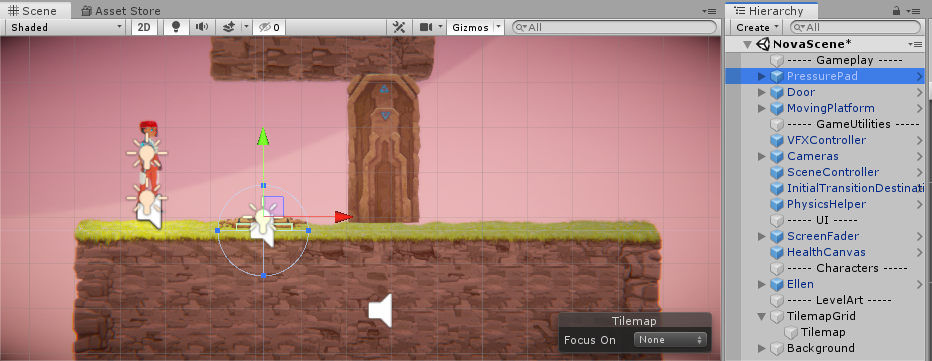 Scene Asset Store
Shaded 2D 0 Gizmos All
Tilemap
Focus On None
Hierarchy
Create All
NovaScene*
----- Gameplay -----
PressurePad
Door
MovingPlatform
----- GameUtilities -----
VFXController
Cameras
SceneController
InitialTransitionDestinati
PhysicsHelper
----- UI -----
ScreenFader
HealthCanvas
----- Characters -----
Ellen
----- LevelArt -----
TilemapGrid
Tilemap
Background